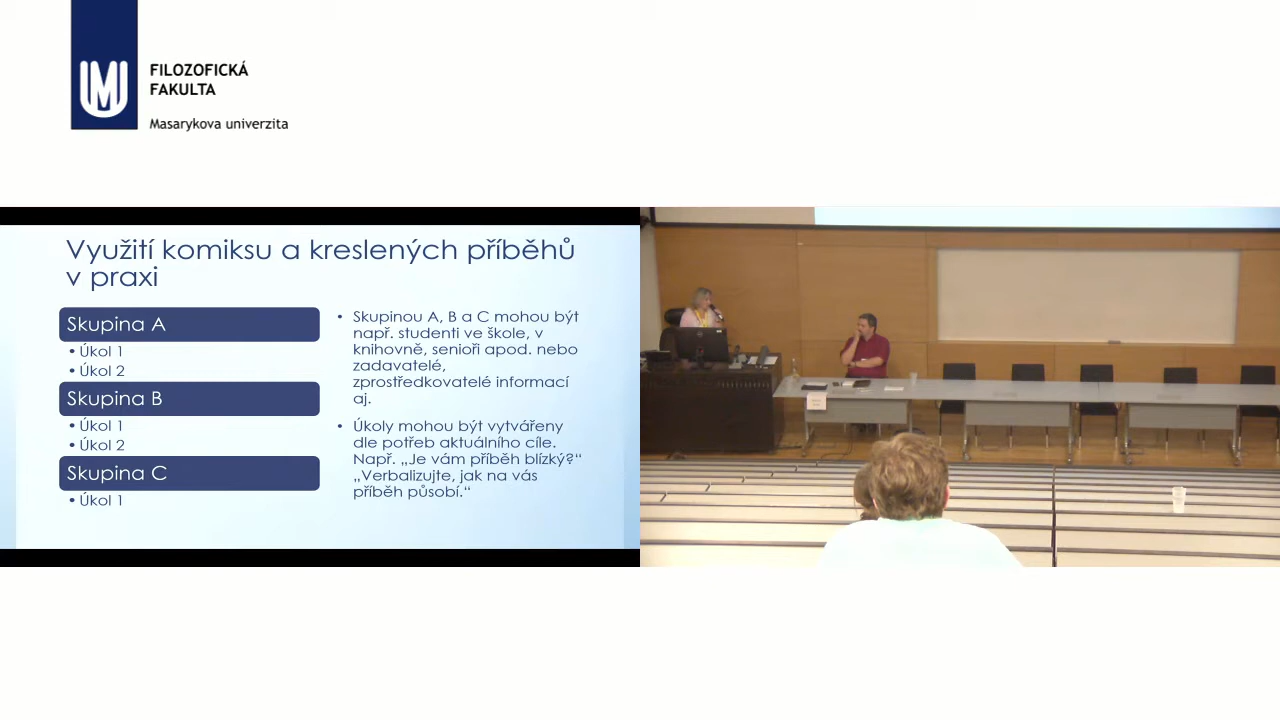 FILOZOFICKÁ
FAKULTA
Masarykova univerzita
Využití komiksu a kreslených příběhů
v praxi
Skupina A
• Úkol 1
• Úkol 2
Skupina B
• Úkol 1
• Úkol 2
Skupina C
• Úkol 1
• Skupinou A, B a C mohou být
např. studenti ve škole, v
knihovně, senioři apod. nebo
zadavatelé,
zprostředkovatelé informací
aj.
• Úkoly mohou být vytvářeny
dle potřeb aktuálního cíle.
Např. „Je vám příběh blízký?“
„Verbalizujte, jak na vás
příběh působí.“